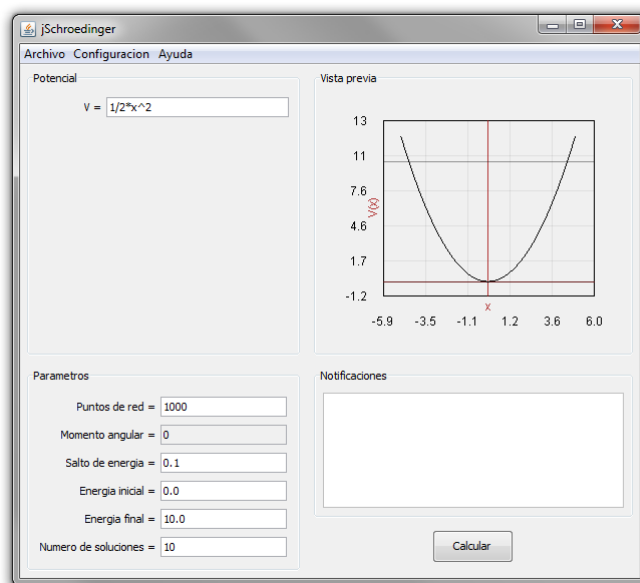 jSchroedinger
Archivo Configuracion Ayuda
Potencial
V = 1/2*x^2
Vista previa
13
11
7.6
4.6
1.7
-1.2
V(x)
x
-5.9 -3.5 -1.1 1.2 3.6 6.0
Parametros
Puntos de red = 1000
Momento angular = 0
Salto de energia = 0.1
Energia inicial = 0.0
Energia final = 10.0
Numero de soluciones = 10
Notificaciones
Calcular